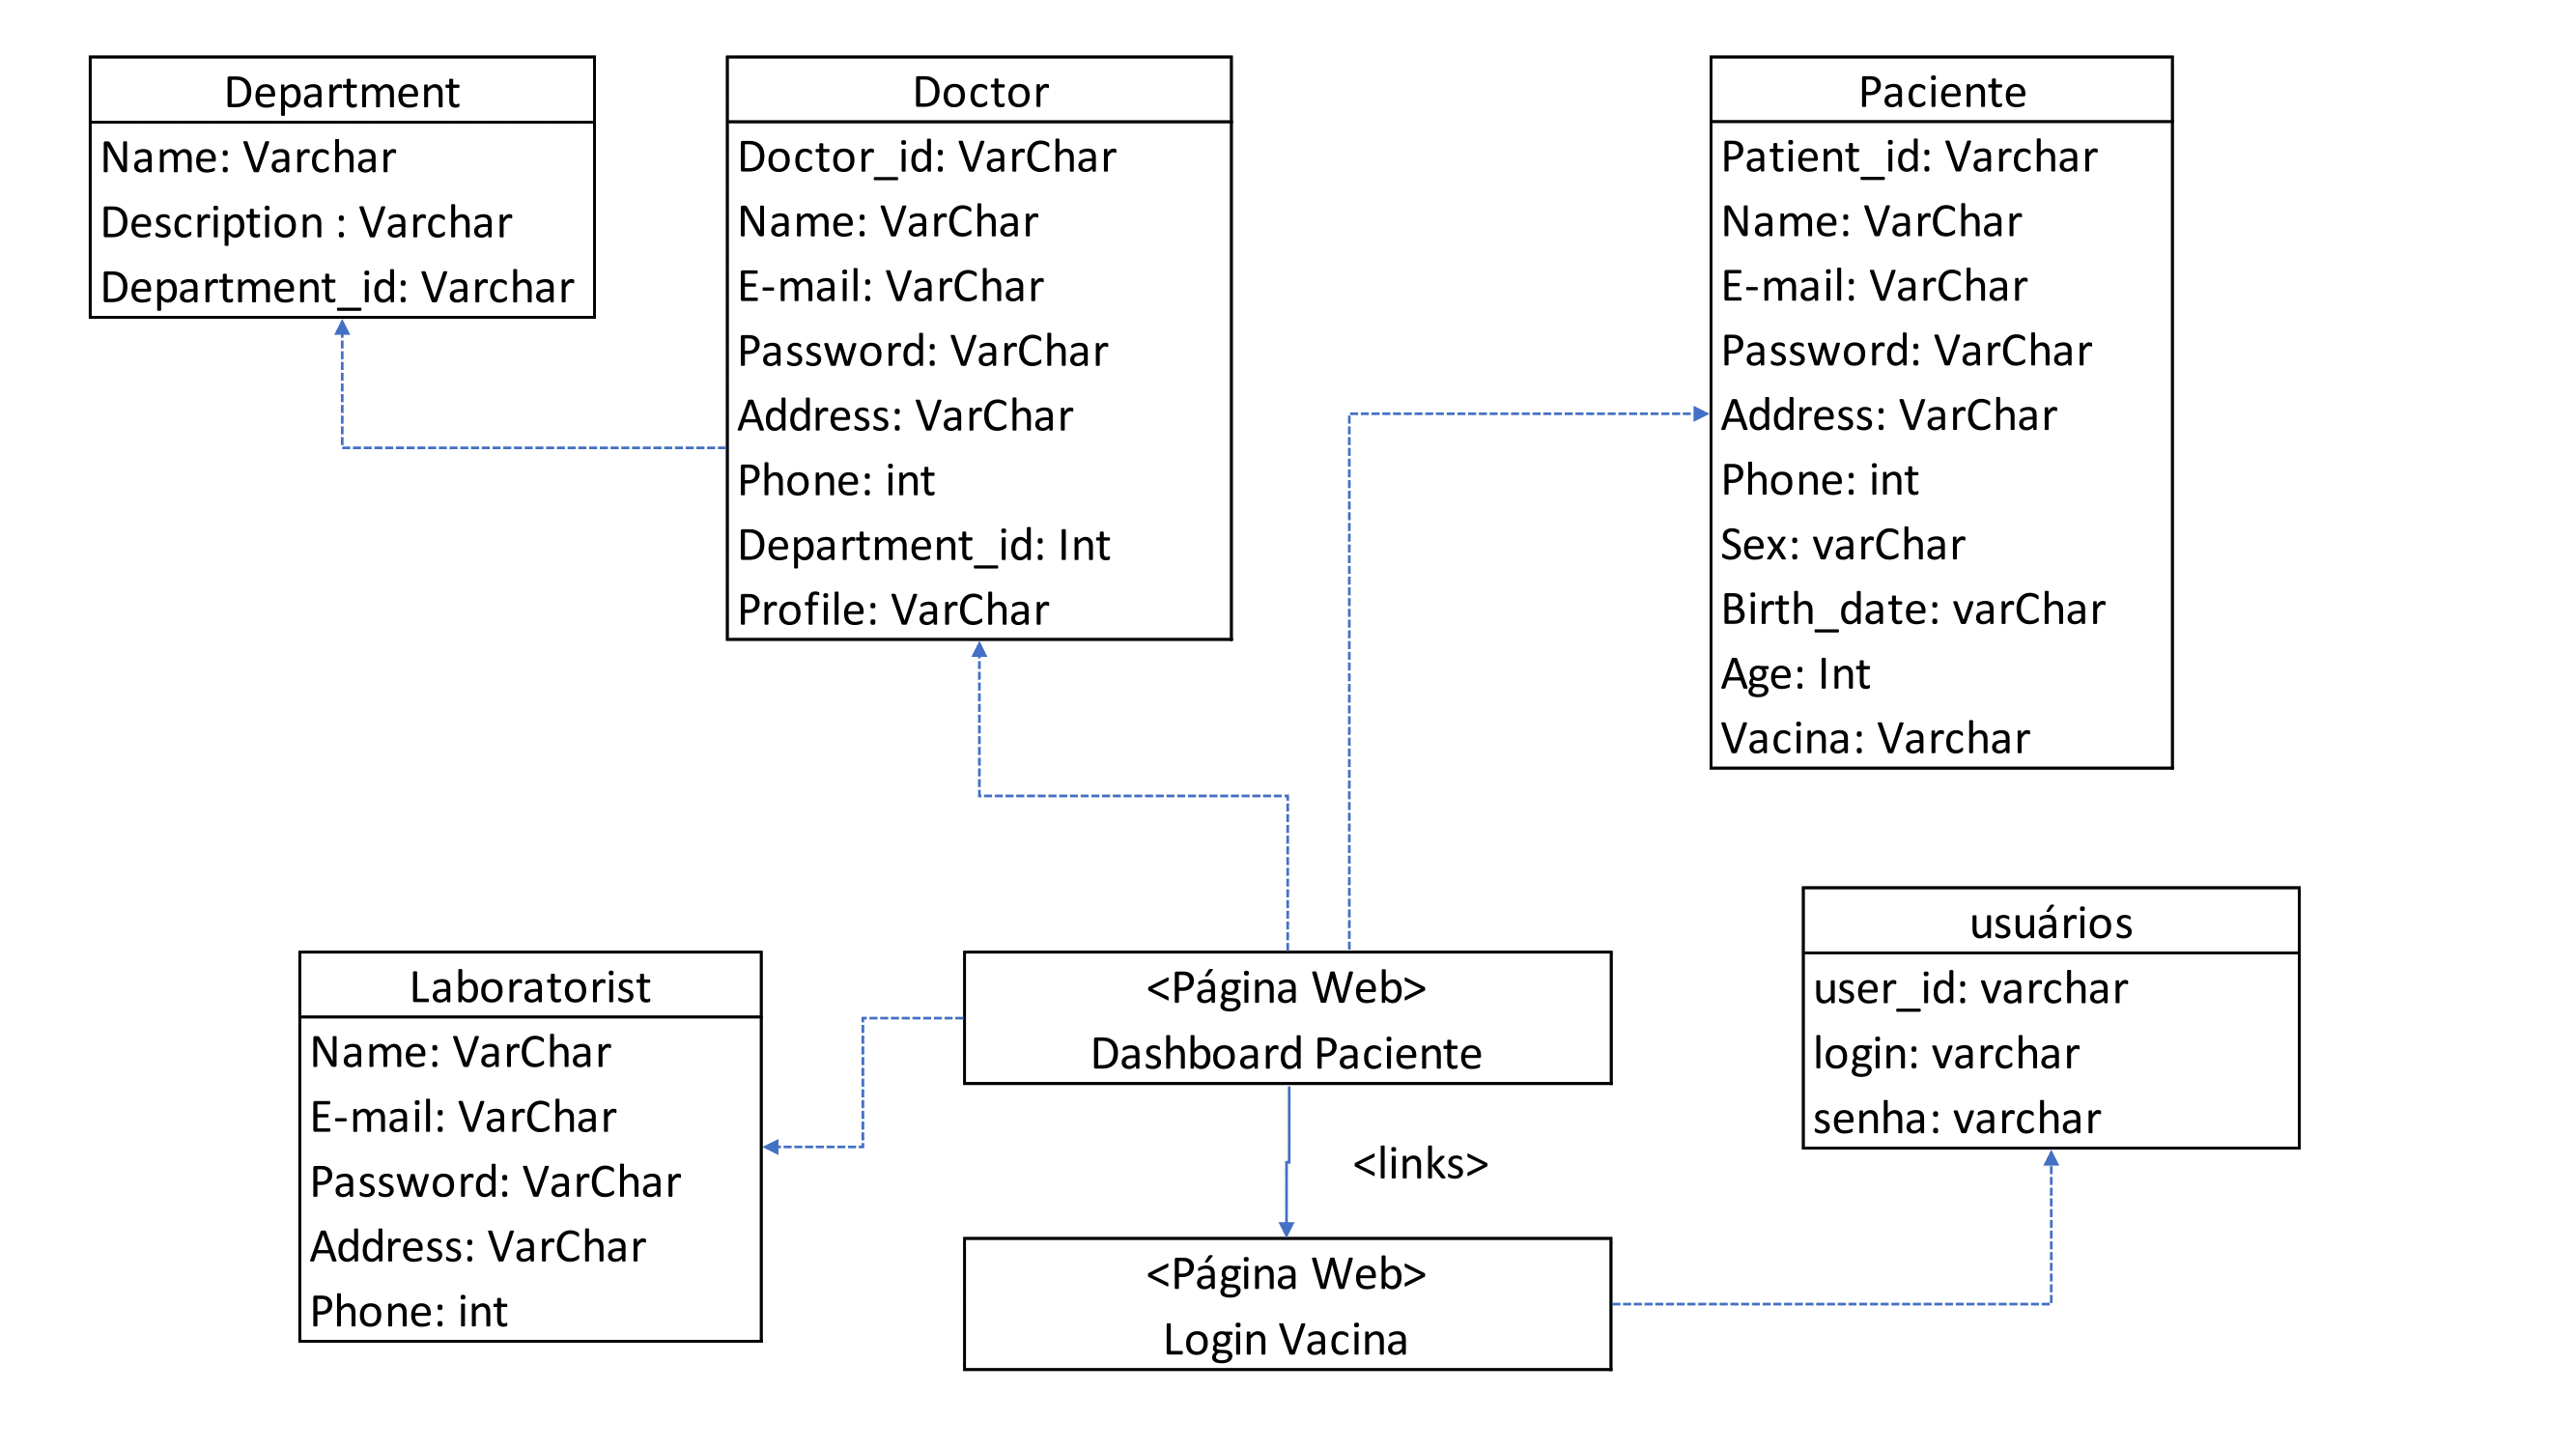 Department
Name: Varchar
Description : Varchar
Department_id: Varchar
Doctor
Doctor_id: VarChar
Name: VarChar
E-mail: VarChar
Password: VarChar
Address: VarChar
Phone: int
Department_id: Int
Profile: VarChar
Paciente
Patient_id: Varchar
Name: VarChar
E-mail: VarChar
Password: VarChar
Address: VarChar
Phone: int
Sex: varChar
Birth_date: varChar
Age: Int
Vacina: Varchar
Laboratorist
Name: VarChar
E-mail: VarChar
Password: VarChar
Address: VarChar
Phone: int
<Página Web>
Dashboard Paciente
<links>
<Página Web>
Login Vacina
usuários
user_id: varchar
login: varchar
senha: varchar